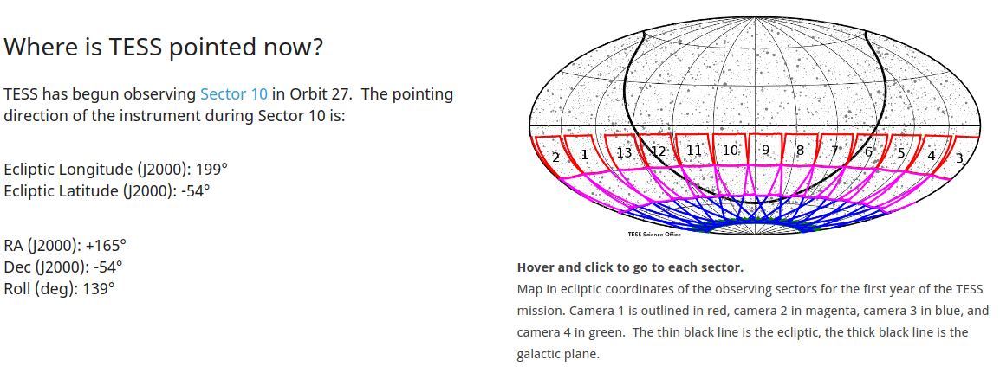 Where is TESS pointed now?
TESS has begun observing Sector 10 in Orbit 27.  The pointing
direction of the instrument during Sector 10 is:
Ecliptic Longitude (J2000): 199°
Ecliptic Latitude (J2000): -54°
RA (J2000): +165°
Dec (J2000): -54°
Roll (deg): 139°
2 1 13 12 11 10 9 8 7 6 5 4 3
TESS Science Office
Hover and click to go to each sector.
Map in ecliptic coordinates of the observing sectors for the first year of the TESS
mission. Camera 1 is outlined in red, camera 2 in magenta, camera 3 in blue, and
camera 4 in green.  The thin black line is the ecliptic, the thick black line is the
galactic plane.